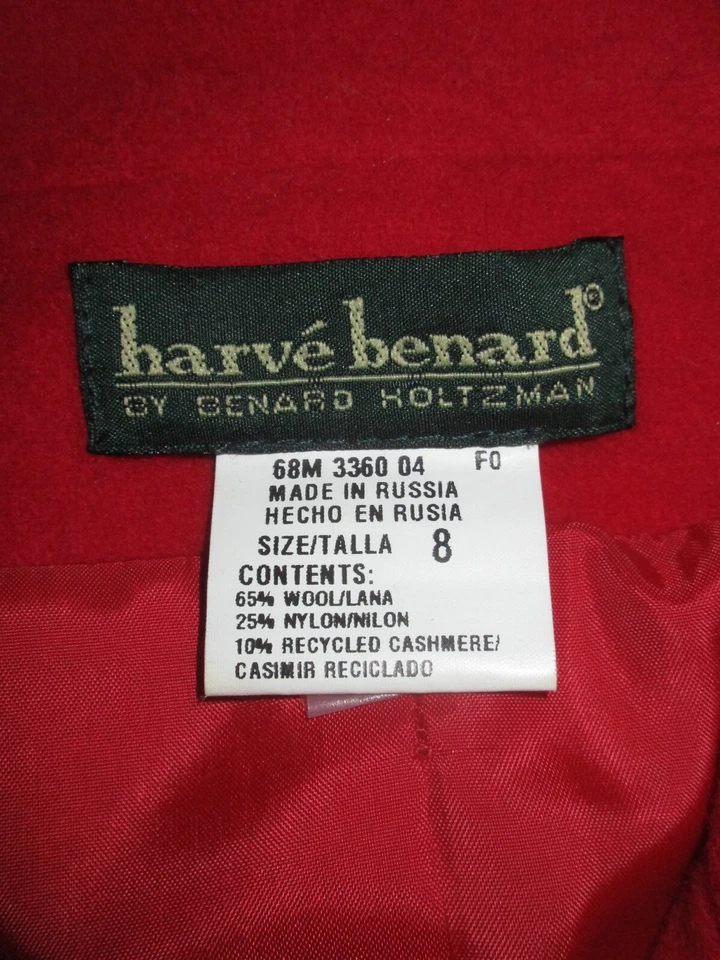 harvé benard®
BY BENARD HOLTZMAN
68M 3360 04 F0
MADE IN RUSSIA
HECHO EN RUSIA
SIZE/TALLA 8
CONTENTS:
65% WOOL/LANA
25% NYLON/NILON
10% RECYCLED CASHMERE/
CASIMIR RECICLADO